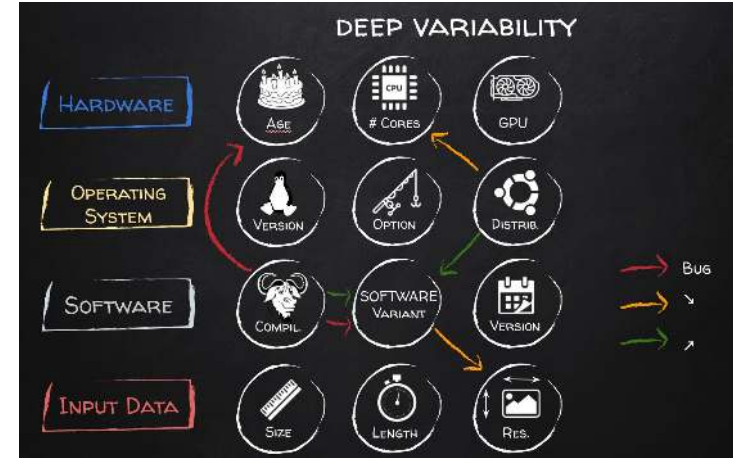 DEEP VARIABILITY
HARDWARE
CPU
AGE
# CORES
GPU
OPERATING
SYSTEM
VERSION
OPTION
DISTRIB.
SOFTWARE
COMPIL.
SOFTWARE
VARIANT
VERSION
BUG
↘
↗
INPUT DATA
SIZE
LENGTH
RES.